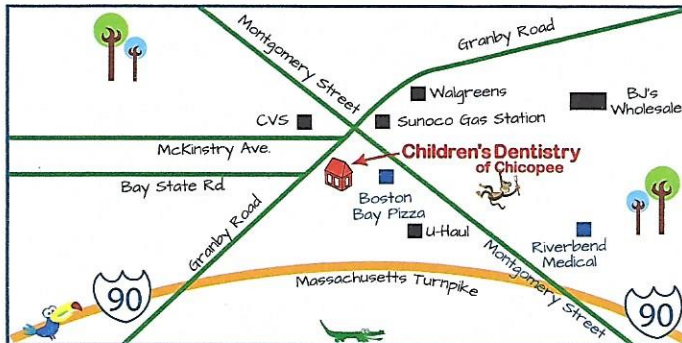 Montgomery Street
Granby Road
Walgreens
BJ's
Wholesale
CVS
Sunoco Gas Station
McKinstry Ave.
Children's Dentistry
of Chicopee
Bay State Rd.
Boston
Bay Pizza
Granby Road
U-Haul
Riverbend
Medical
Montgomery Street
Massachusetts Turnpike
90
90